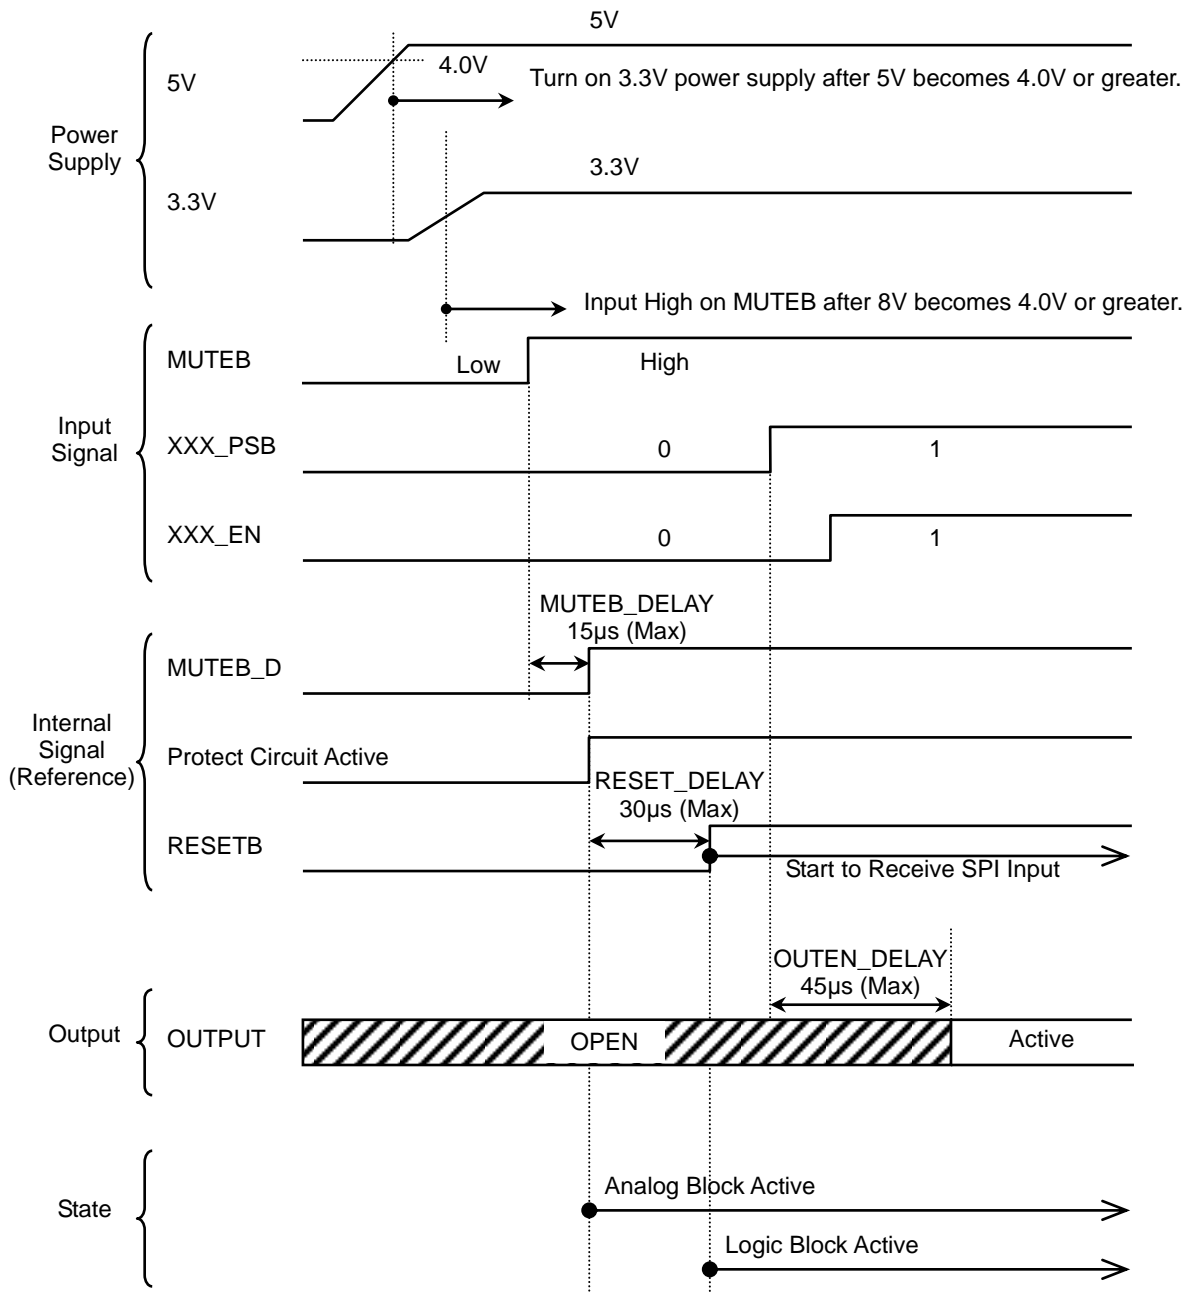 5V
5V
4.0V
Turn on 3.3V power supply after 5V becomes 4.0V or greater.
Power
Supply
3.3V
3.3V
Input High on MUTEB after 8V becomes 4.0V or greater.
MUTEB
Low
High
Input
Signal
XXX_PSB
0
1
XXX_EN
0
1
MUTEB_DELAY
15μs (Max)
MUTEB_D
Internal
Signal
(Reference)
Protect Circuit Active
RESET_DELAY
30μs (Max)
RESETB
Start to Receive SPI Input
OUTEN_DELAY
45μs (Max)
Output
OUTPUT
OPEN
Active
State
Analog Block Active
Logic Block Active